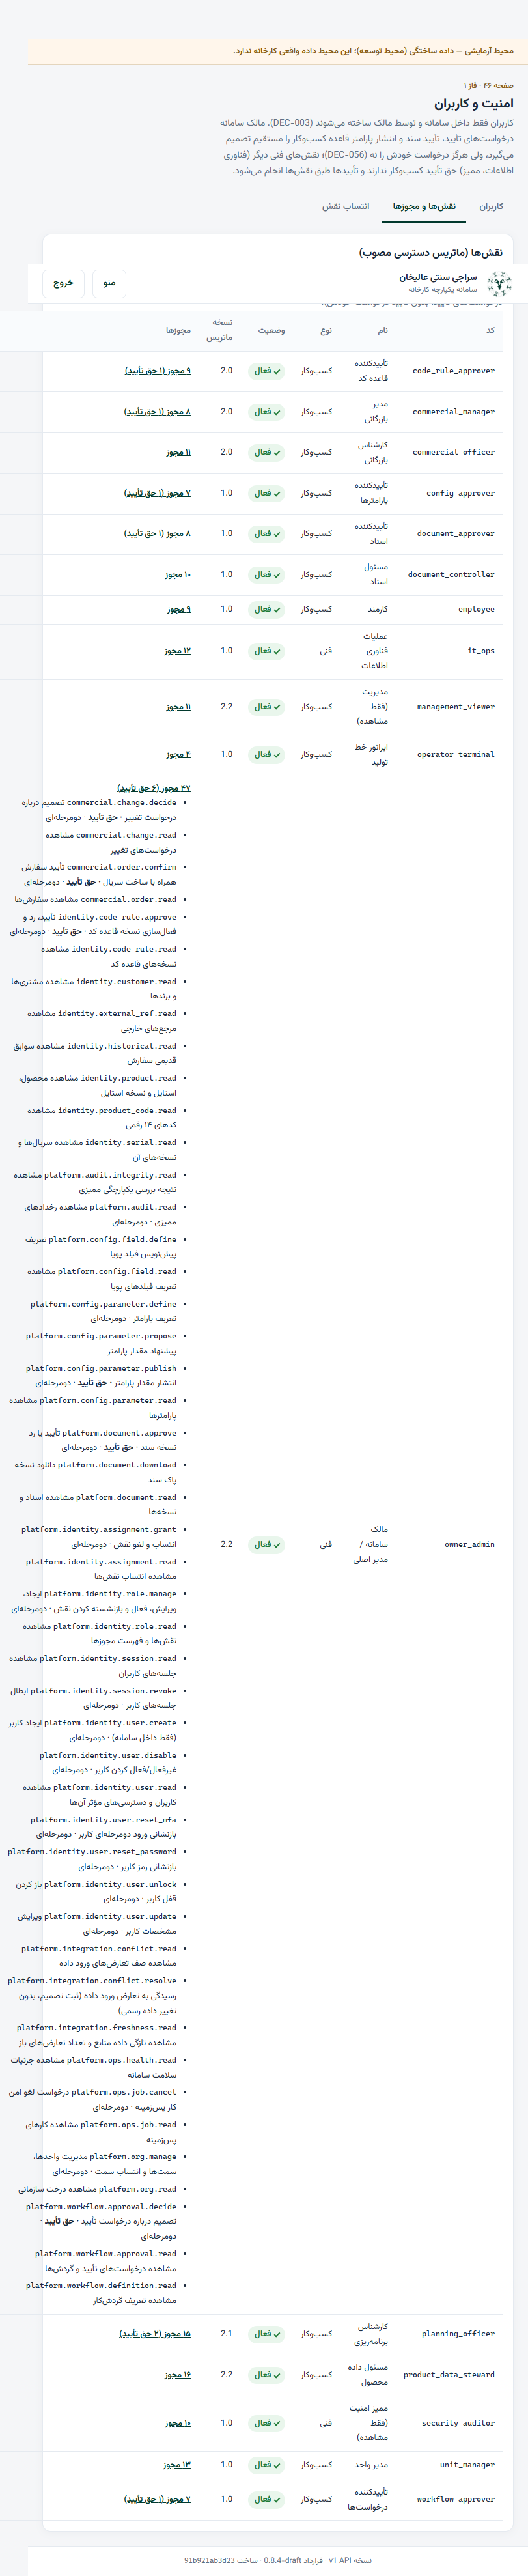 محیط آزمایشی — داده ساختگی (محیط توسعه)؛ این محیط داده واقعی کارخانه ندارد.
صفحه ۴۶ · فاز ۱
امنیت و کاربران
کاربران فقط داخل سامانه و توسط مالک ساخته می‌شوند (DEC-003). مالک سامانه
درخواست‌های تأیید، تأیید سند و انتشار پارامتر قاعده کسب‌وکار را مستقیم تصمیم
می‌گیرد، ولی هرگز درخواست خودش را نه (DEC-056)؛ نقش‌های فنی دیگر (فناوری
اطلاعات، ممیز) حق تأیید کسب‌وکار ندارند و تأییدها طبق نقش‌ها انجام می‌شود.
کاربران
نقش‌ها و مجوزها
انتساب نقش
نقش‌ها (ماتریس دسترسی مصوب)
سراجی سنتی عالیخان
سامانه یکپارچه کارخانه
منو
خروج
کد نام نوع وضعیت نسخه ماتریس مجوزها
code_rule_approver تأییدکننده قاعده کد کسب‌وکار فعال 2.0 ۹ مجوز (۱ حق تأیید)
commercial_manager مدیر بازرگانی کسب‌وکار فعال 2.0 ۸ مجوز (۱ حق تأیید)
commercial_officer کارشناس بازرگانی کسب‌وکار فعال 2.0 ۱۱ مجوز
config_approver تأییدکننده پارامترها کسب‌وکار فعال 1.0 ۷ مجوز (۱ حق تأیید)
document_approver تأییدکننده اسناد کسب‌وکار فعال 1.0 ۸ مجوز (۱ حق تأیید)
document_controller مسئول اسناد کسب‌وکار فعال 1.0 ۱۰ مجوز
employee کارمند کسب‌وکار فعال 1.0 ۹ مجوز
it_ops عملیات فناوری اطلاعات فنی فعال 1.0 ۱۲ مجوز
management_viewer مدیریت (فقط مشاهده) کسب‌وکار فعال 2.2 ۱۱ مجوز
operator_terminal اپراتور خط تولید کسب‌وکار فعال 1.0 ۴ مجوز
owner_admin مالک سامانه / مدیر اصلی فنی فعال 2.2 ۴۷ مجوز (۶ حق تأیید)
commercial.change.decide تصمیم درباره
درخواست تغییر · حق تأیید · دومرحله‌ای
commercial.change.read مشاهده
درخواست‌های تغییر
commercial.order.confirm تأیید سفارش
همراه با ساخت سریال · حق تأیید · دومرحله‌ای
commercial.order.read مشاهده سفارش‌ها
identity.code_rule.approve تأیید، رد و
فعال‌سازی نسخه قاعده کد · حق تأیید · دومرحله‌ای
identity.code_rule.read مشاهده
نسخه‌های قاعده کد
identity.customer.read مشاهده مشتری‌ها
و برندها
identity.external_ref.read مشاهده
مرجع‌های خارجی
identity.historical.read مشاهده سوابق
قدیمی سفارش
identity.product.read مشاهده محصول،
استایل و نسخه استایل
identity.product_code.read مشاهده
کدهای ۱۴ رقمی
identity.serial.read مشاهده سریال‌ها و
نسخه‌های آن
platform.audit.integrity.read مشاهده
نتیجه بررسی یکپارچگی ممیزی
platform.audit.read مشاهده رخدادهای
ممیزی · دومرحله‌ای
platform.config.field.define تعریف
پیش‌نویس فیلد پویا
platform.config.field.read مشاهده
تعریف فیلدهای پویا
platform.config.parameter.define
تعریف پارامتر · دومرحله‌ای
platform.config.parameter.propose
پیشنهاد مقدار پارامتر
platform.config.parameter.publish
انتشار مقدار پارامتر · حق تأیید · دومرحله‌ای
platform.config.parameter.read مشاهده
پارامترها
platform.document.approve تأیید یا رد
نسخه سند · حق تأیید · دومرحله‌ای
platform.document.download دانلود نسخه
پاک سند
platform.document.read مشاهده اسناد و
نسخه‌ها
platform.identity.assignment.grant
انتساب و لغو نقش · دومرحله‌ای
platform.identity.assignment.read
مشاهده انتساب نقش‌ها
platform.identity.role.manage ایجاد،
ویرایش، فعال و بازنشسته کردن نقش · دومرحله‌ای
platform.identity.role.read مشاهده
نقش‌ها و فهرست مجوزها
platform.identity.session.read مشاهده
جلسه‌های کاربران
platform.identity.session.revoke ابطال
جلسه‌های کاربر · دومرحله‌ای
platform.identity.user.create ایجاد کاربر
(فقط داخل سامانه) · دومرحله‌ای
platform.identity.user.disable
غیرفعال/فعال کردن کاربر · دومرحله‌ای
platform.identity.user.read مشاهده
کاربران و دسترسی‌های مؤثر آن‌ها
platform.identity.user.reset_mfa
بازنشانی ورود دومرحله‌ای کاربر · دومرحله‌ای
platform.identity.user.reset_password
بازنشانی رمز کاربر · دومرحله‌ای
platform.identity.user.unlock باز کردن
قفل کاربر · دومرحله‌ای
platform.identity.user.update ویرایش
مشخصات کاربر · دومرحله‌ای
platform.integration.conflict.read
مشاهده صف تعارض‌های ورود داده
platform.integration.conflict.resolve
رسیدگی به تعارض ورود داده (ثبت تصمیم، بدون
تغییر داده رسمی)
platform.integration.freshness.read
مشاهده تازگی داده منابع و تعداد تعارض‌های باز
platform.ops.health.read مشاهده جزئیات
سلامت سامانه
platform.ops.job.cancel درخواست لغو امن
کار پس‌زمینه · دومرحله‌ای
platform.ops.job.read مشاهده کارهای
پس‌زمینه
platform.org.manage مدیریت واحدها،
سمت‌ها و انتساب سمت · دومرحله‌ای
platform.org.read مشاهده درخت سازمانی
platform.workflow.approval.decide
تصمیم درباره درخواست تأیید · حق تأیید ·
دومرحله‌ای
platform.workflow.approval.read
مشاهده درخواست‌های تأیید و گردش‌ها
platform.workflow.definition.read
مشاهده تعریف گردش‌کار
planning_officer کارشناس برنامه‌ریزی کسب‌وکار فعال 2.1 ۱۵ مجوز (۲ حق تأیید)
product_data_steward مسئول داده محصول کسب‌وکار فعال 2.2 ۱۶ مجوز
security_auditor ممیز امنیت (فقط مشاهده) فنی فعال 1.0 ۱۰ مجوز
unit_manager مدیر واحد کسب‌وکار فعال 1.0 ۱۳ مجوز
workflow_approver تأییدکننده درخواست‌ها کسب‌وکار فعال 1.0 ۷ مجوز (۱ حق تأیید)
نسخه v1 API · قرارداد 0.8.4-draft · ساخت 91b921ab3d23